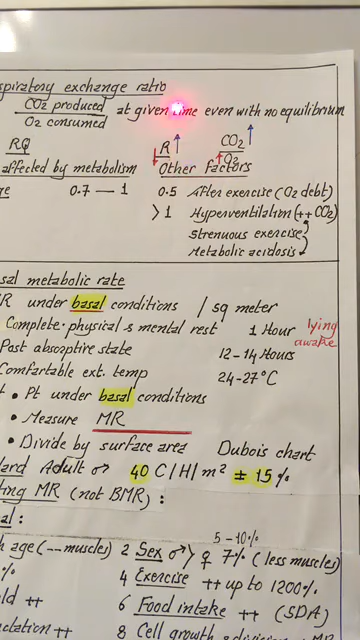 spiratory exchange ratio
CO2 produced
O2 consumed
at given time even with no equilibrium
RQ R ↑ CO2 ↑
↓ ↑O2
affected by metabolism Other factors
ge 0.7 — 1 0.5 After exercise (O2 debt)
>1 Hyperventilation (++ CO2)
Strenuous exercise
Metabolic acidosis
sal metabolic rate
R under basal conditions / sq meter
Complete physical & mental rest 1 Hour lying awake
Post absorptive state 12-14 Hours
Comfortable ext. temp 24-27°C
t • Pt under basal conditions
• Measure MR
• Divide by surface area Dubois chart
dard Adult ♂ 40 C/H/m² ± 15%
ting MR (not BMR) :
al :
5-10%
h age (-- muscles) 2 Sex ♂ > ♀ 7% (less muscles)
% 4 Exercise ++ up to 1200%
old ++ 6 Food intake ++ (SDA)
ctation ++ 8 Cell growth &